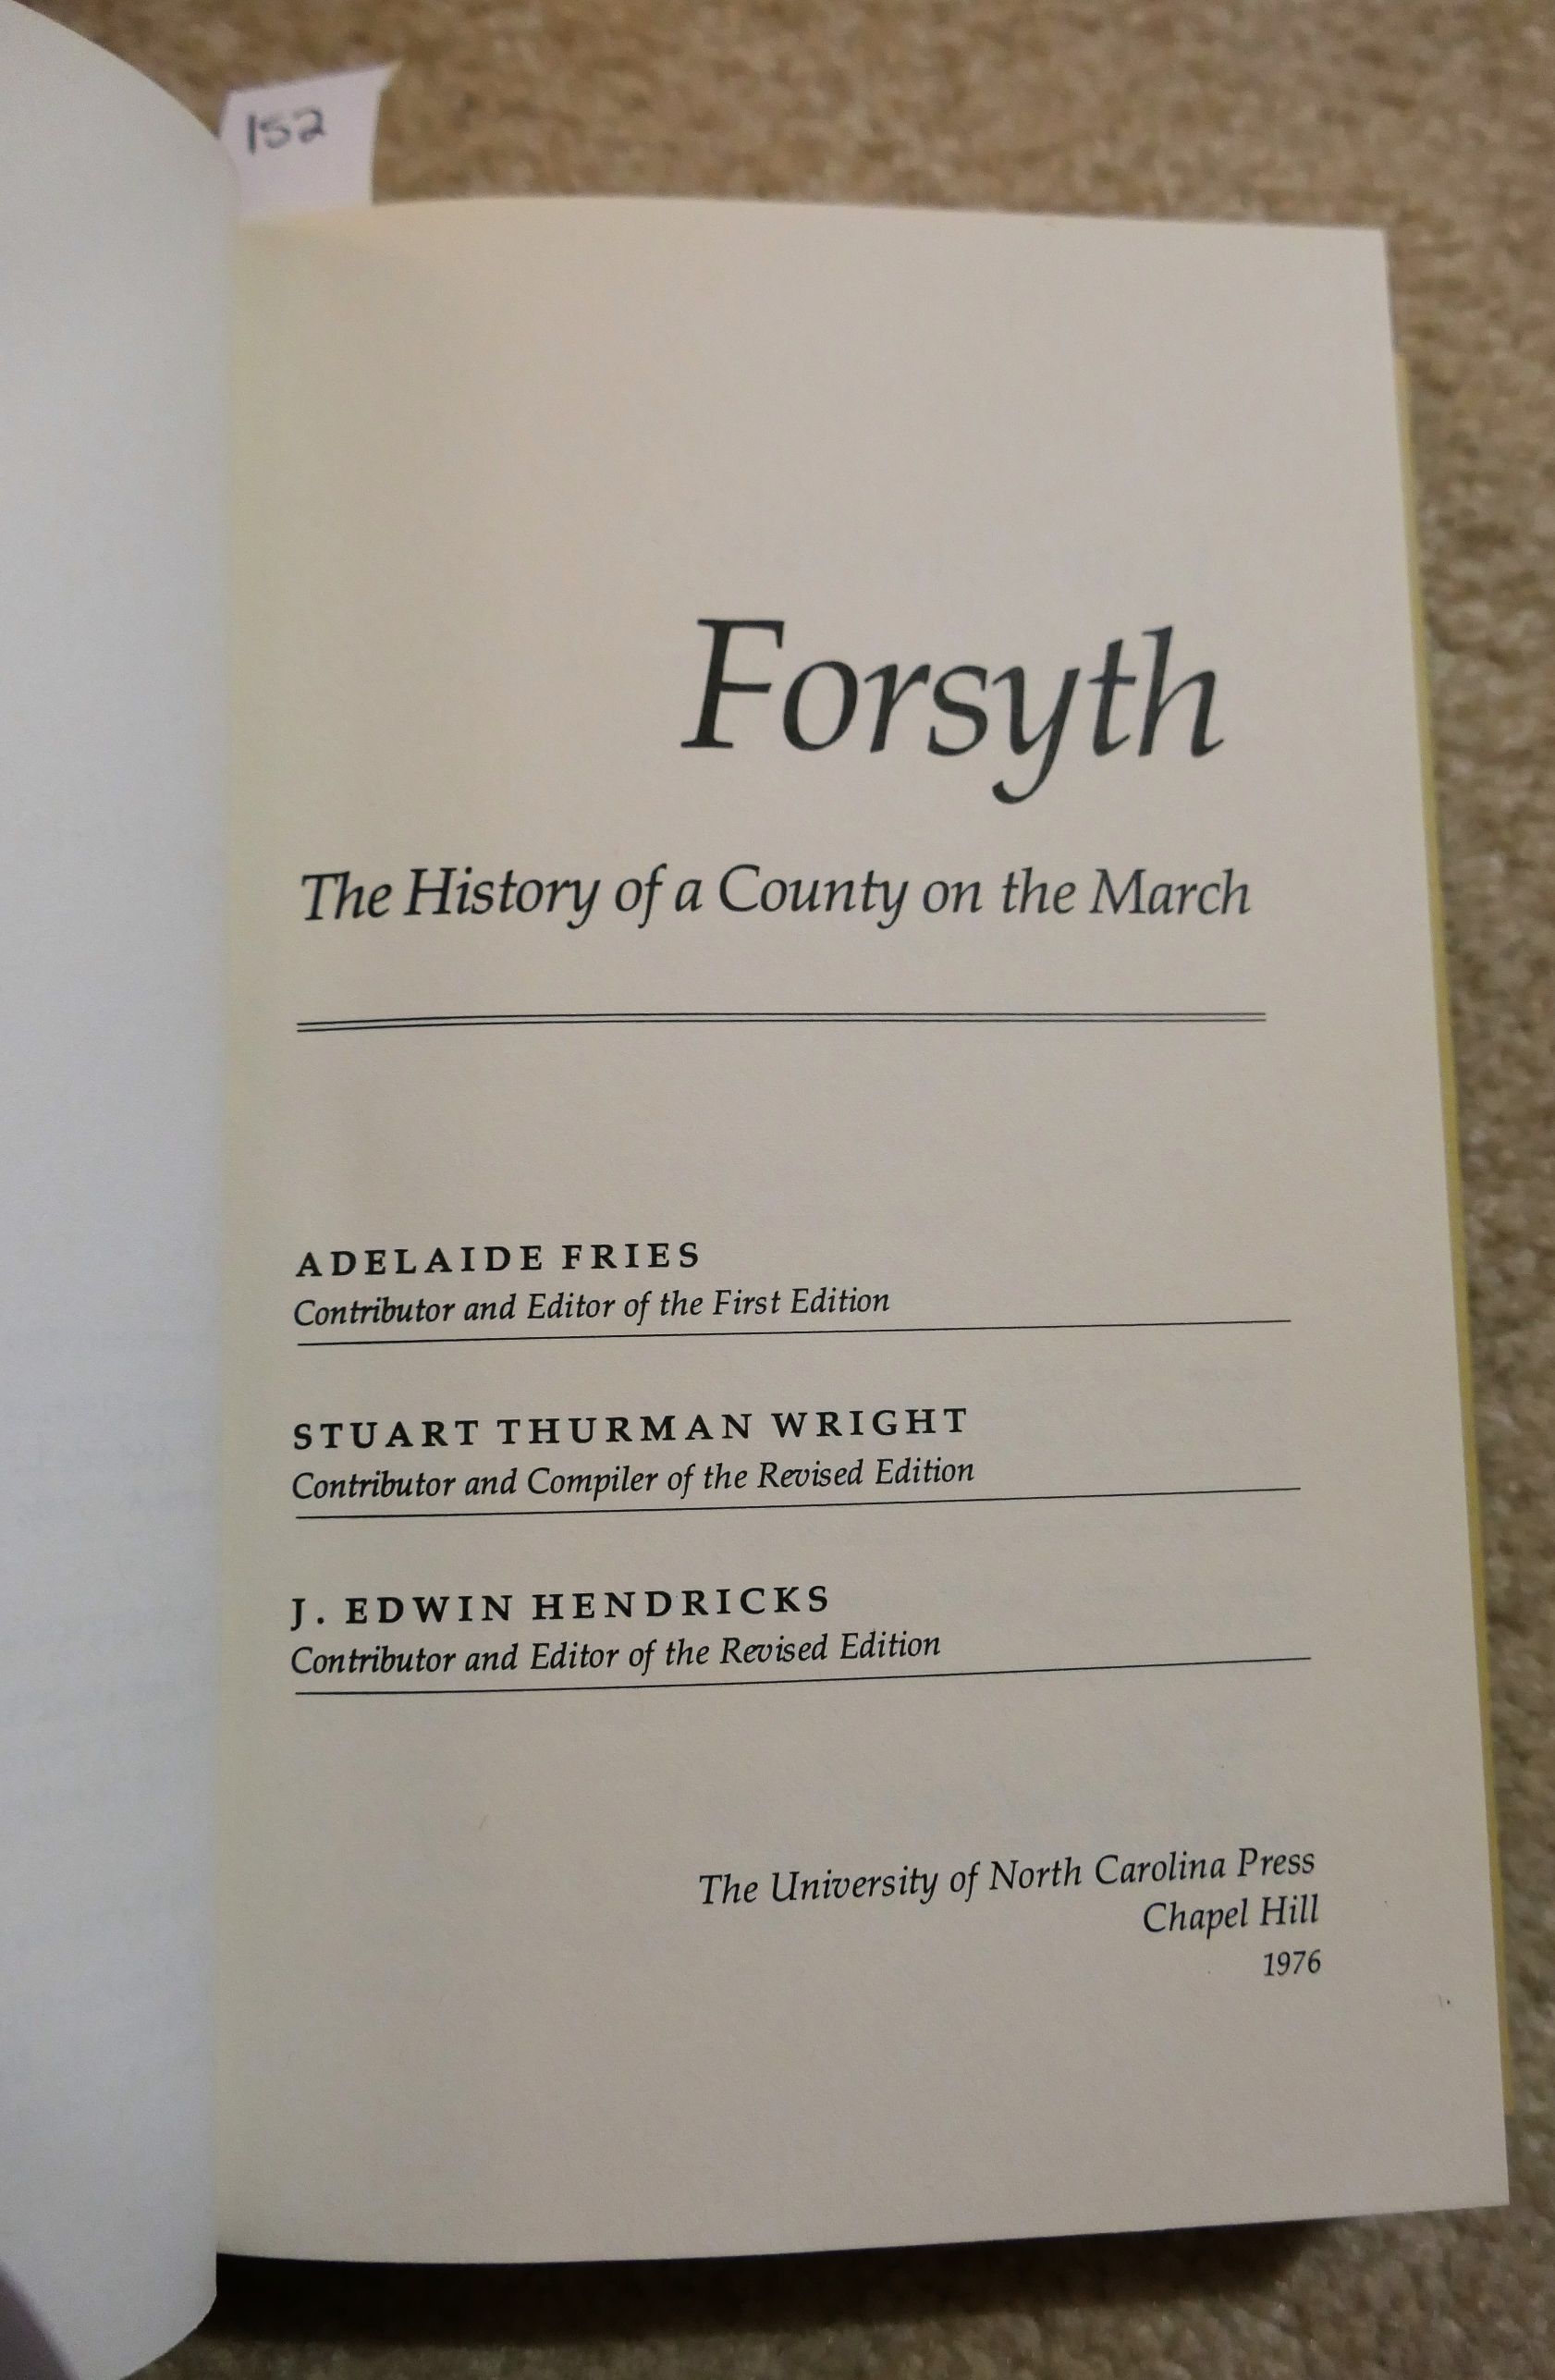 152
Forsyth
The History of a County on the March
ADELAIDE FRIES
Contributor and Editor of the First Edition
STUART THURMAN WRIGHT
Contributor and Compiler of the Revised Edition
J. EDWIN HENDRICKS
Contributor and Editor of the Revised Edition
The University of North Carolina Press
Chapel Hill
1976